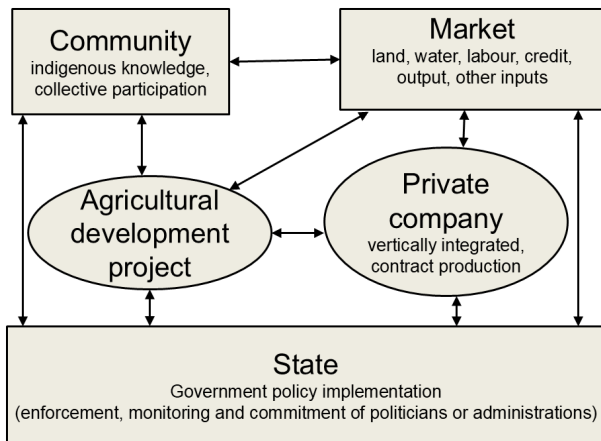 Community
indigenous knowledge,
collective participation
Market
land, water, labour, credit,
output, other inputs
Agricultural
development
project
Private
company
vertically integrated,
contract production
State
Government policy implementation
(enforcement, monitoring and commitment of politicians or administrations)